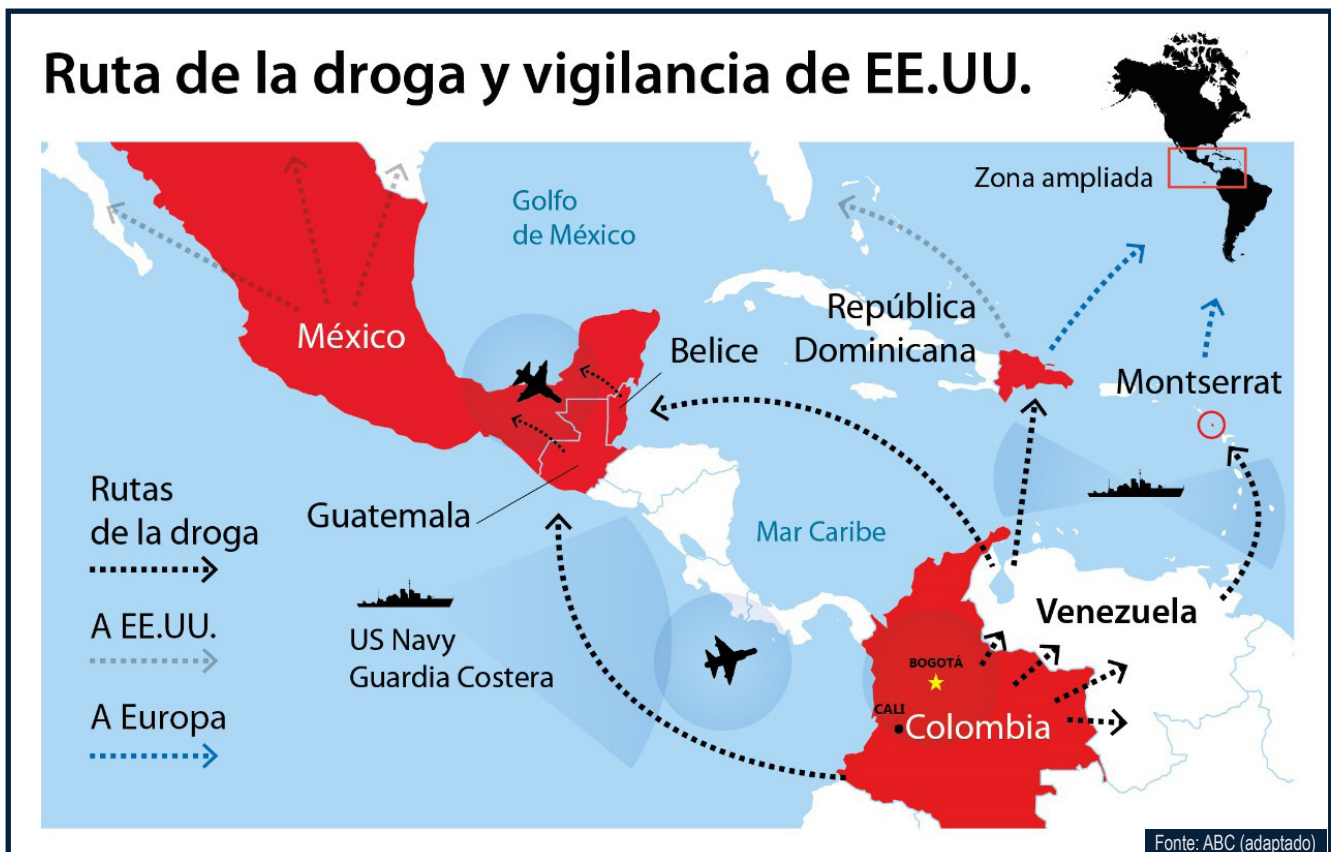 Ruta de la droga y vigilancia de EE.UU.
Zona ampliada
Golfo
de México
República
Dominicana
México
Belice
Montserrat
Rutas
de la droga
Guatemala
Mar Caribe
A EE.UU.
US Navy
Guardia Costera
Venezuela
BOGOTÁ
CALI
Colombia
A Europa
Fonte: ABC (adaptado)